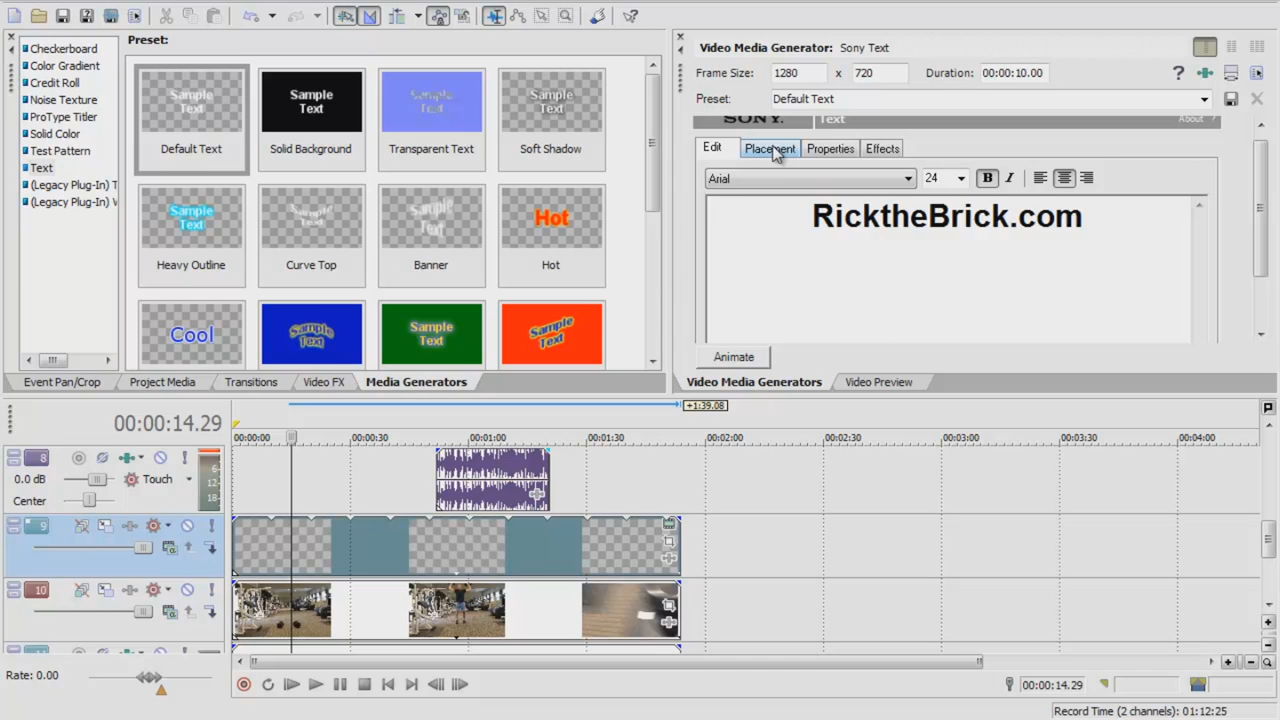 Preset:
Checkerboard
Color Gradient
Credit Roll
Noise Texture
ProType Titler
Solid Color
Test Pattern
Text
(Legacy Plug-In) T
(Legacy Plug-In)
Sample
Text
Default Text
Sample
Text
Solid Background
Sample
Text
Transparent Text
Sample
Text
Soft Shadow
Sample
Text
Heavy Outline
Sample
Text
Curve Top
Sample
Text
Banner
Hot
Hot
Cool
Sample
Text
Sample
Text
Sample
Text
Event Pan/Crop
Project Media
Transitions
Video FX
Media Generators
Video Media Generator: Sony Text
Frame Size: 1280 x 720 Duration: 00:00:10.00
Preset: Default Text
SONY. Text About ?
Edit Placement Properties Effects
Arial 24 B I
RicktheBrick.com
Animate
Video Media Generators
Video Preview
00:00:14.29
+1:39.08
00:00:00 00:00:30 00:01:00 00:01:30 00:02:00 00:02:30 00:03:00 00:03:30 00:04:00
8
0.0 dB Touch
Center
6
12
18
9
10
Rate: 0.00
00:00:14.29
Record Time (2 channels): 01:12:25